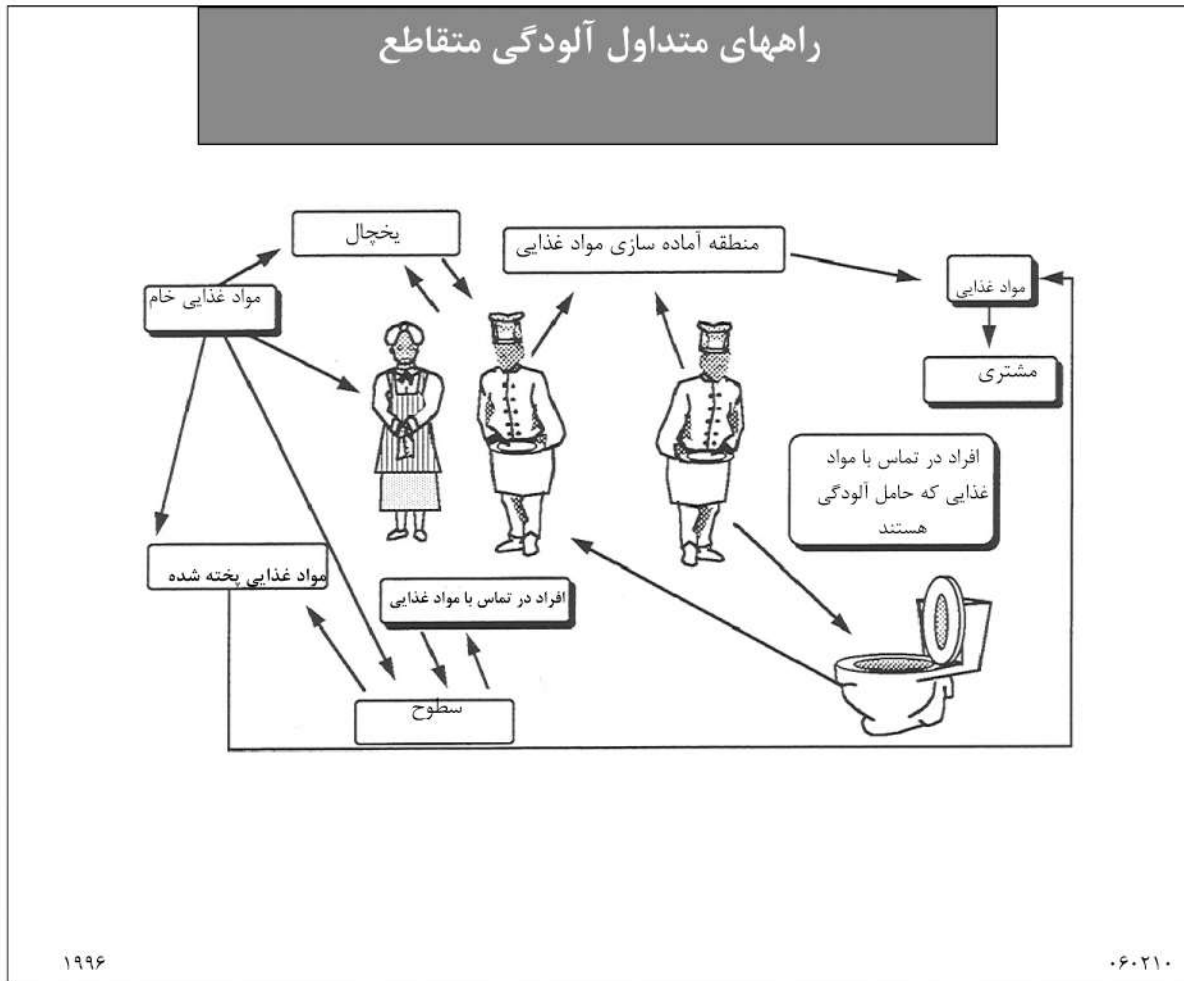 راههای متداول آلودگی متقاطع
یخچال
منطقه آماده سازی مواد غذایی
مواد غذایی
مواد غذایی خام
مشتری
افراد در تماس با مواد
غذایی که حامل آلودگی
هستند
مواد غذایی پخته شده
افراد در تماس با مواد غذایی
سطوح
۱۹۹۶
۰۶۰۲۱۰